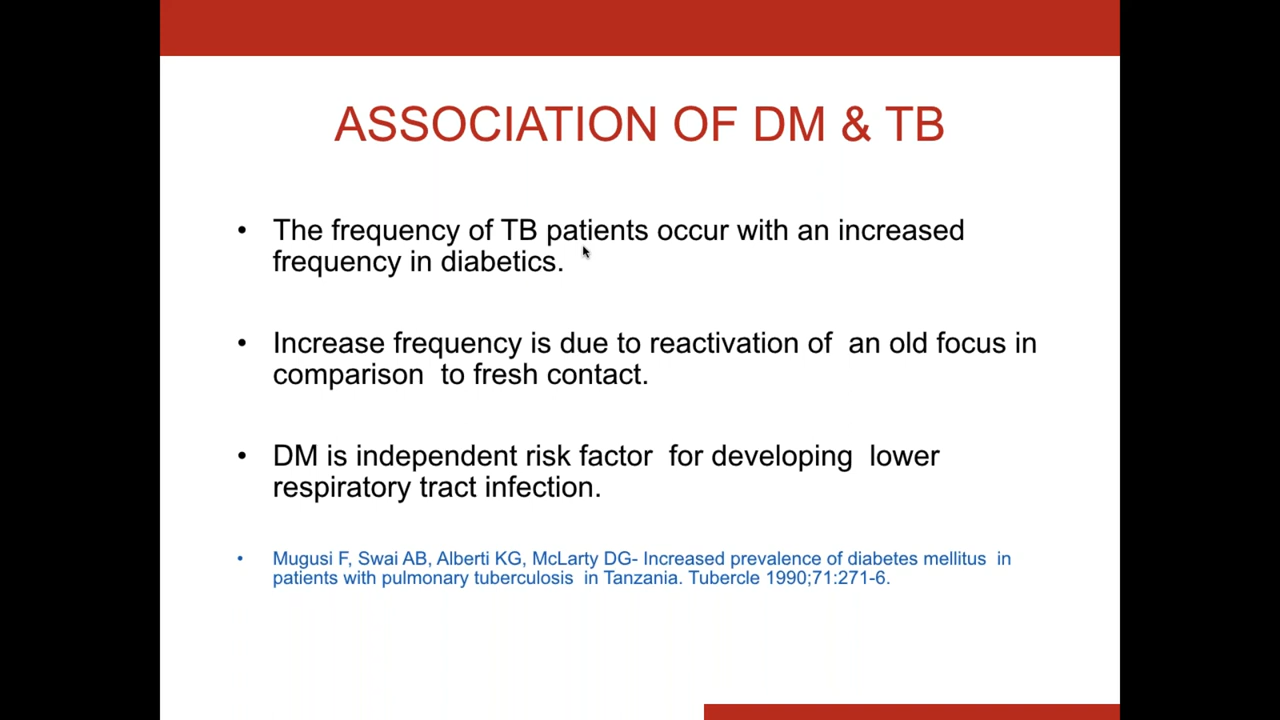 ASSOCIATION OF DM & TB
• The frequency of TB patients occur with an increased
frequency in diabetics.
• Increase frequency is due to reactivation of  an old focus in
comparison  to fresh contact.
• DM is independent risk factor  for developing  lower
respiratory tract infection.
• Mugusi F, Swai AB, Alberti KG, McLarty DG- Increased prevalence of diabetes mellitus  in
patients with pulmonary tuberculosis  in Tanzania. Tubercle 1990;71:271-6.